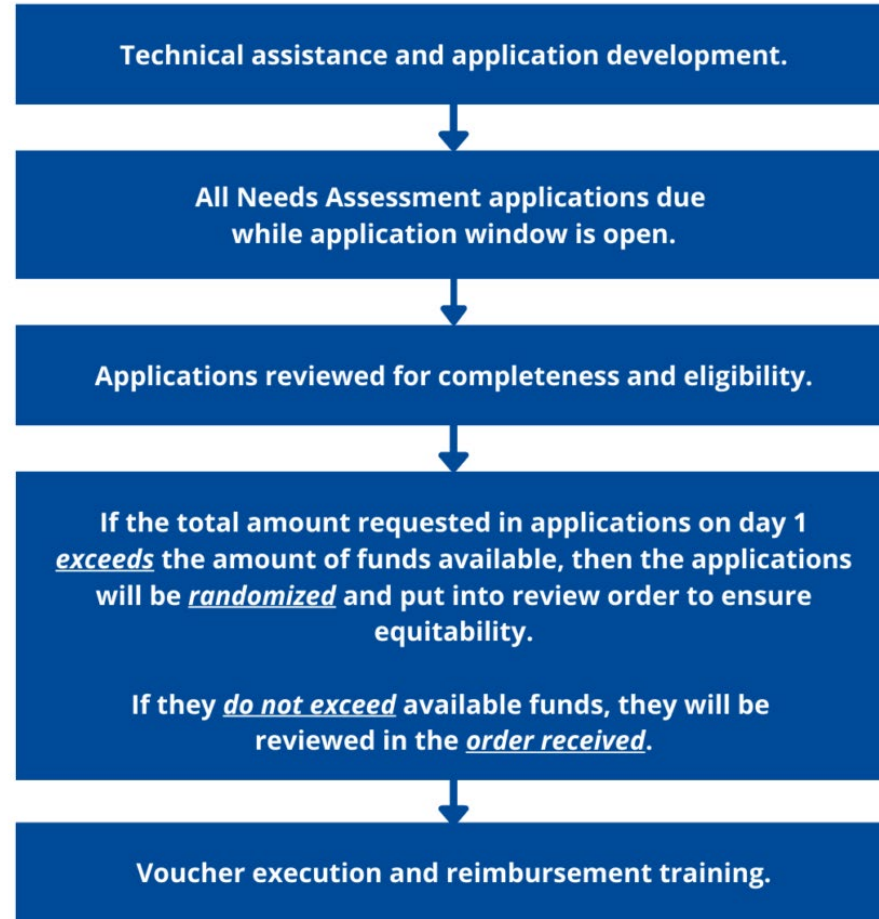 Technical assistance and application development.
All Needs Assessment applications due
while application window is open.
Applications reviewed for completeness and eligibility.
If the total amount requested in applications on day 1
exceeds the amount of funds available, then the applications
will be randomized and put into review order to ensure
equitability.
If they do not exceed available funds, they will be
reviewed in the order received.
Voucher execution and reimbursement training.